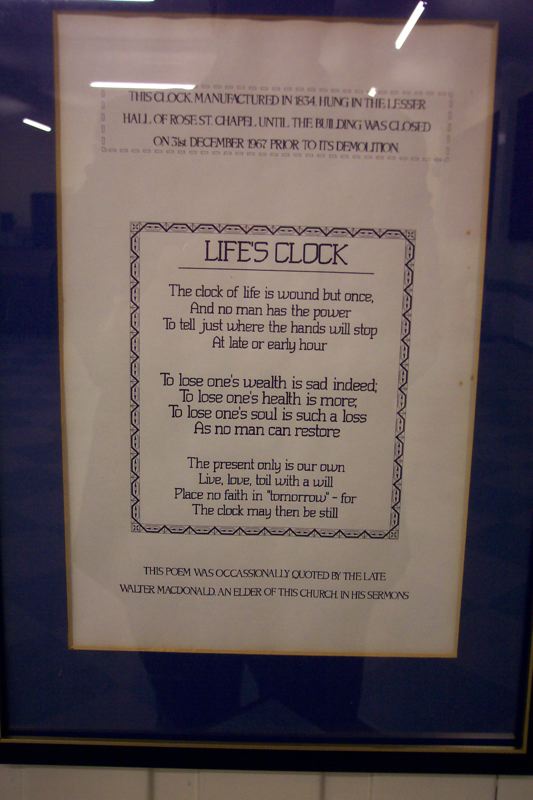 THIS CLOCK, MANUFACTURED IN 1834, HUNG IN THE LESSER
HALL OF ROSE ST. CHAPEL UNTIL THE BUILDING WAS CLOSED
ON 31st DECEMBER 1967 PRIOR TO ITS DEMOLITION.
LIFE'S CLOCK
The clock of life is wound but once,
And no man has the power
To tell just where the hands will stop
At late or early hour
To lose one's wealth is sad indeed;
To lose one's health is more;
To lose one's soul is such a loss
As no man can restore
The present only is our own
Live, love, toil with a will
Place no faith in "tomorrow" - for
The clock may then be still
THIS POEM WAS OCCASSIONALLY QUOTED BY THE LATE
WALTER MACDONALD, AN ELDER OF THIS CHURCH, IN HIS SERMONS